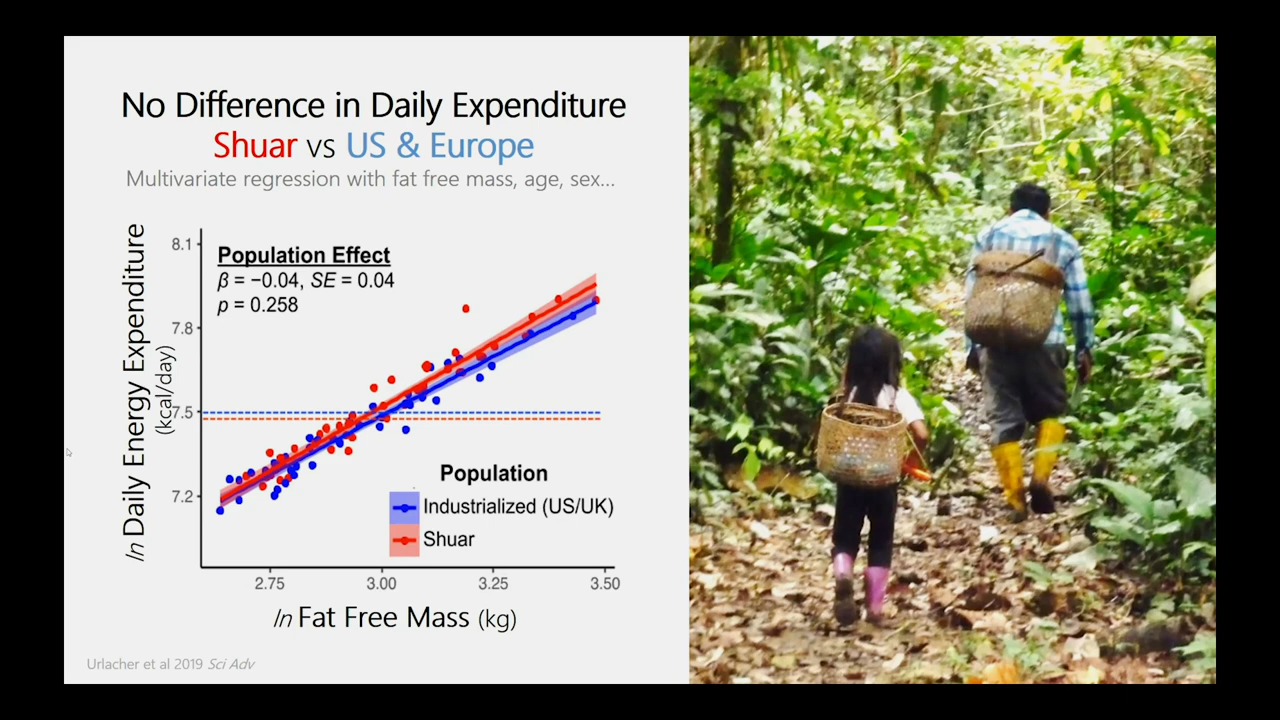 No Difference in Daily Expenditure
Shuar vs US & Europe
Multivariate regression with fat free mass, age, sex...
ln Daily Energy Expenditure
(kcal/day)
8.1
7.8
7.5
7.2
Population Effect
β = −0.04, SE = 0.04
p = 0.258
Population
Industrialized (US/UK)
Shuar
2.75
3.00
3.25
3.50
ln Fat Free Mass (kg)
Urlacher et al 2019 Sci Adv